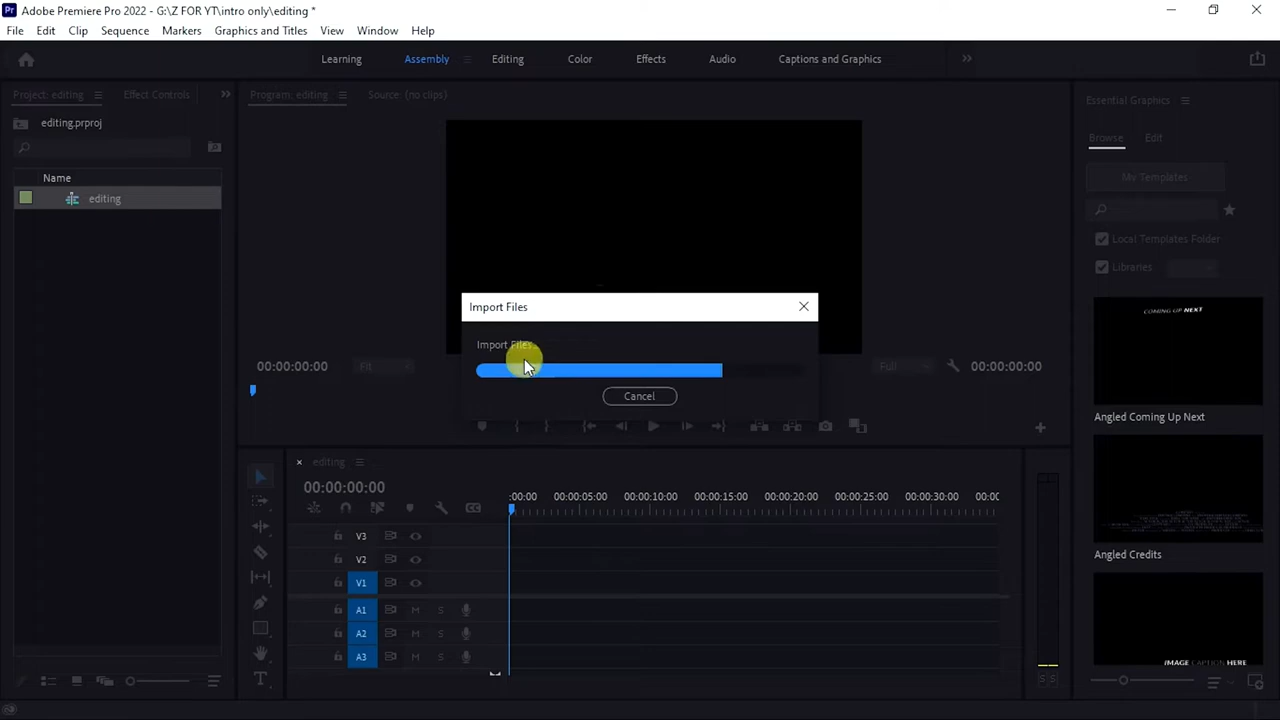 Pr Adobe Premiere Pro 2022 - G:\Z FOR YT\intro only\editing *
File Edit Clip Sequence Markers Graphics and Titles View Window Help
Learning Assembly Editing Color Effects Audio Captions and Graphics
Project: editing Effect Controls Program: editing Source: (no clips) Essential Graphics
editing.prproj
Browse Edit
My Templates
Name
editing
Local Templates Folder
Libraries
Import Files
Import Files...
Cancel
COMING UP NEXT
00:00:00:00 Fit Full 00:00:00:00
Angled Coming Up Next
editing
00:00:00:00
:00:00 00:00:05:00 00:00:10:00 00:00:15:00 00:00:20:00 00:00:25:00 00:00:30:00 00:0
V3
V2
Angled Credits
V1
A1 M S
A2 M S
A3 M S
IMAGE CAPTION HERE
S S